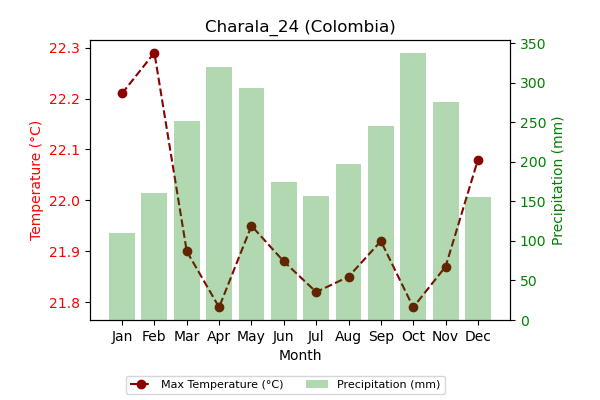 Charala_24 (Colombia)
22.3
22.2
22.1
22.0
21.9
21.8
Temperature (°C)
350
300
250
200
150
100
50
0
Precipitation (mm)
Jan Feb Mar Apr May Jun Jul Aug Sep Oct Nov Dec
Month
Max Temperature (°C) Precipitation (mm)